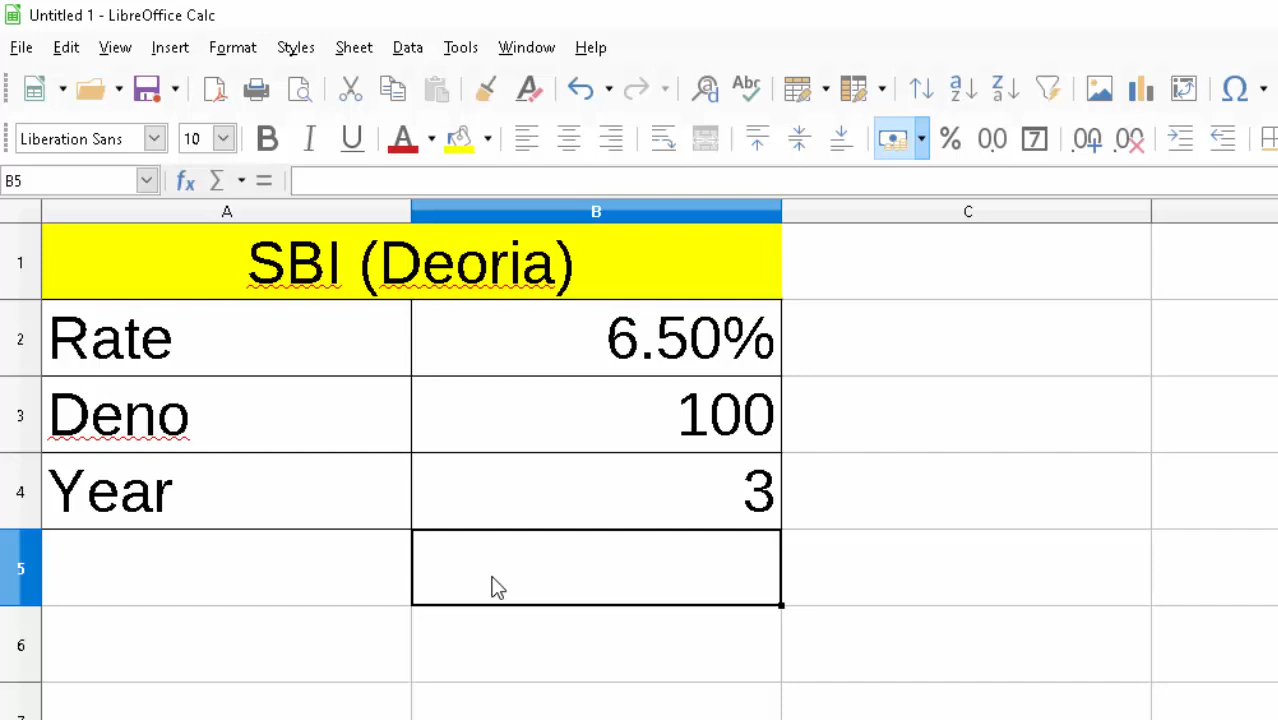 Untitled 1 - LibreOffice Calc
File Edit View Insert Format Styles Sheet Data Tools Window Help
Liberation Sans 10
B5
A B C
1 SBI (Deoria)
2 Rate 6.50%
3 Deno 100
4 Year 3
5
6
7